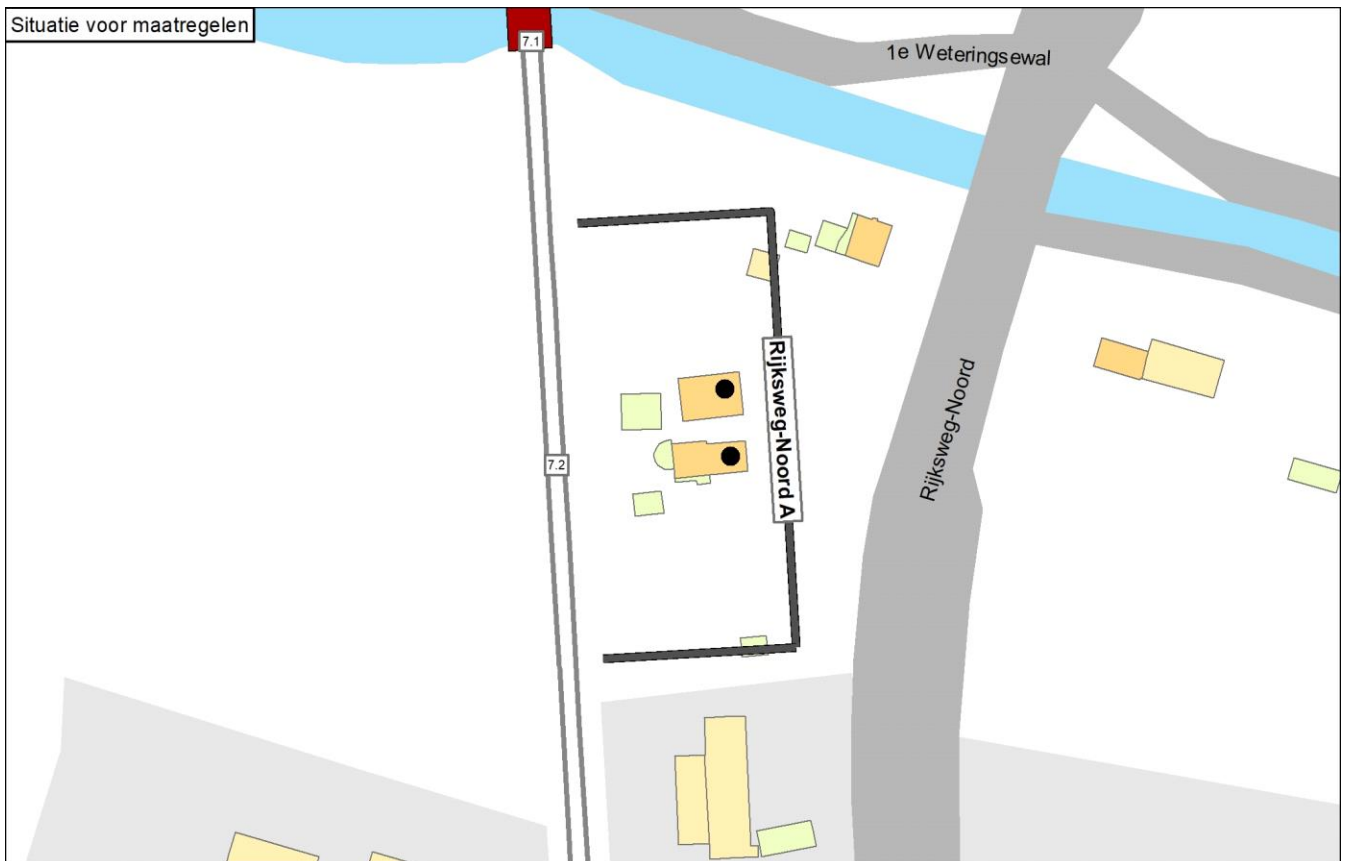 Situatie voor maatregelen
7.1
1e Weteringsewal
Rijksweg-Noord A
Rijksweg-Noord
7.2